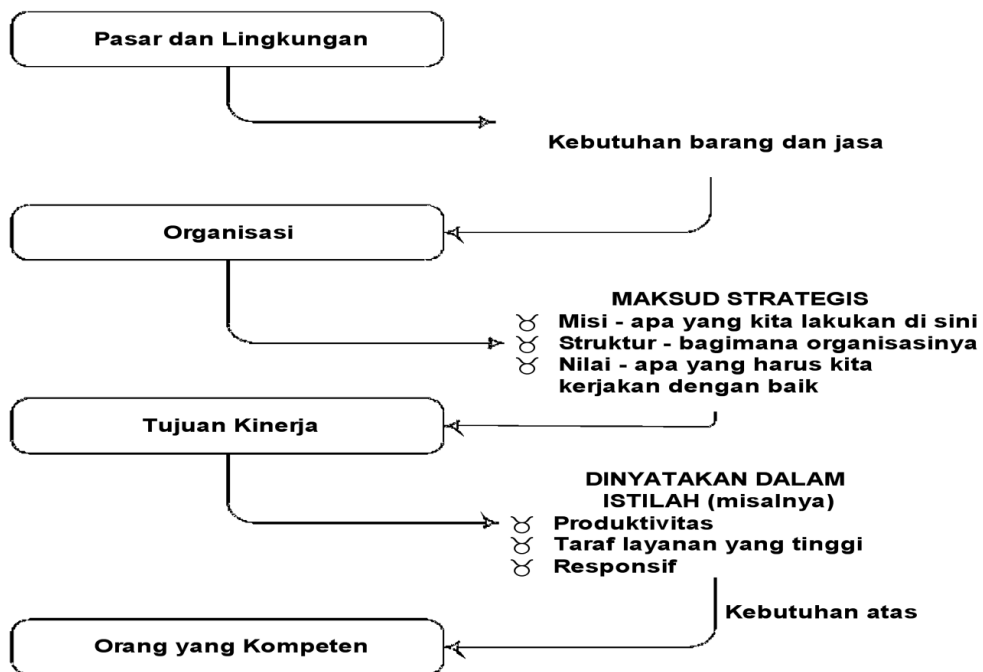 Pasar dan Lingkungan
Kebutuhan barang dan jasa
Organisasi
MAKSUD STRATEGIS
Misi - apa yang kita lakukan di sini
Struktur - bagimana organisasinya
Nilai - apa yang harus kita
kerjakan dengan baik
Tujuan Kinerja
DINYATAKAN DALAM
ISTILAH (misalnya)
Produktivitas
Taraf layanan yang tinggi
Responsif
Kebutuhan atas
Orang yang Kompeten